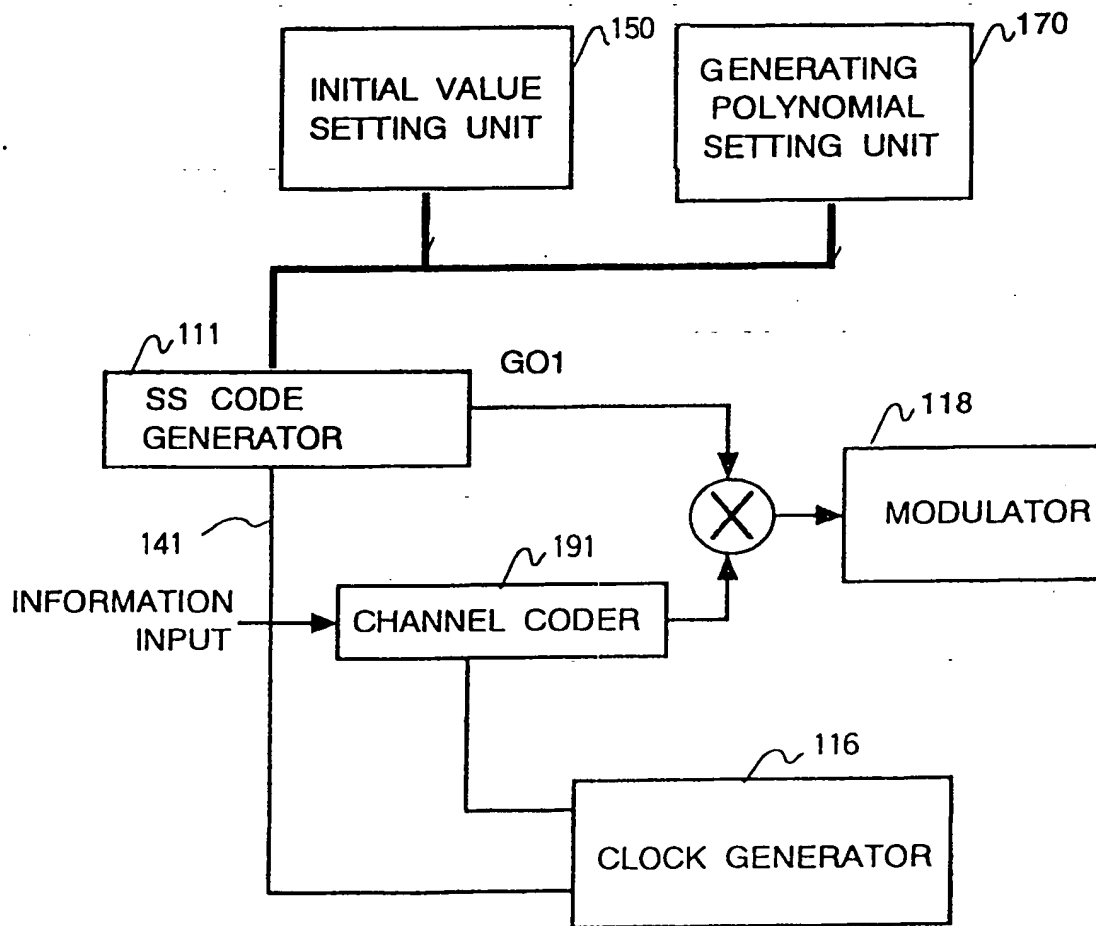 150
170
INITIAL VALUE
SETTING UNIT
GENERATING
POLYNOMIAL
SETTING UNIT
111
GO1
SS CODE
GENERATOR
118
MODULATOR
141
191
INFORMATION
INPUT
CHANNEL CODER
116
CLOCK GENERATOR